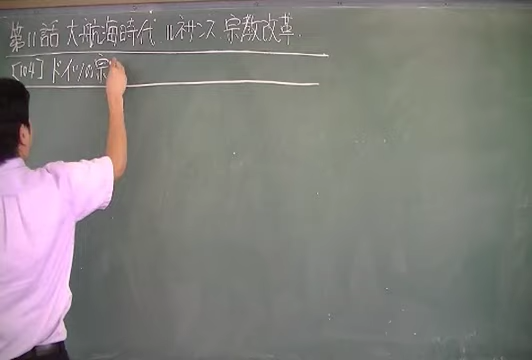 第11話 大航海時代 ルネサンス 宗教改革.
[104] ドイツの宗